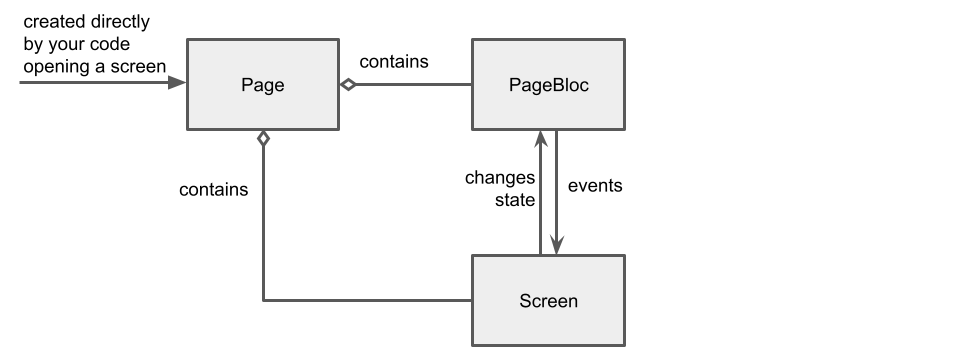 created directly
by your code
opening a screen
Page
contains
PageBloc
contains
changes
state
events
Screen